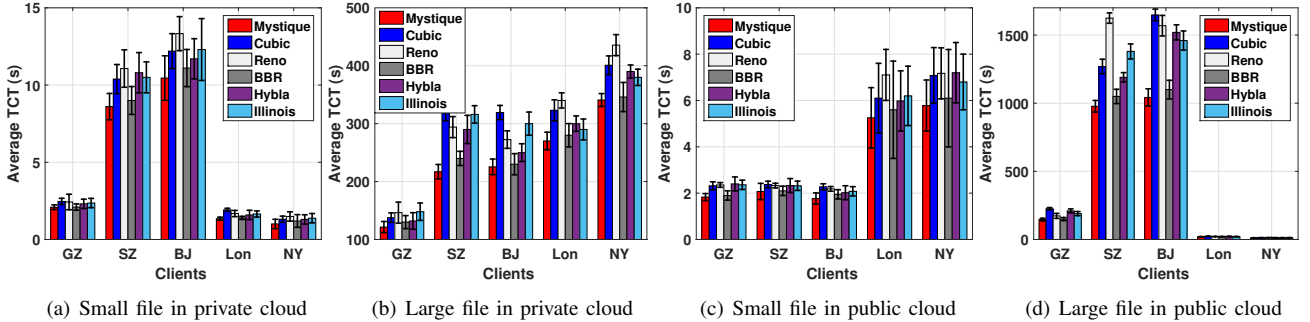 15
10
5
0
Average TCT (s)
GZ SZ BJ Lon NY
Clients
Mystique
Cubic
Reno
BBR
Hybla
Illinois
(a) Small file in private cloud
500
400
300
200
100
Average TCT (s)
GZ SZ BJ Lon NY
Clients
Mystique
Cubic
Reno
BBR
Hybla
Illinois
(b) Large file in private cloud
10
8
6
4
2
0
Average TCT (s)
GZ SZ BJ Lon NY
Clients
Mystique
Cubic
Reno
BBR
Hybla
Illinois
(c) Small file in public cloud
1500
1000
500
0
Average TCT (s)
GZ SZ BJ Lon NY
Clients
Mystique
Cubic
Reno
BBR
Hybla
Illinois
(d) Large file in public cloud